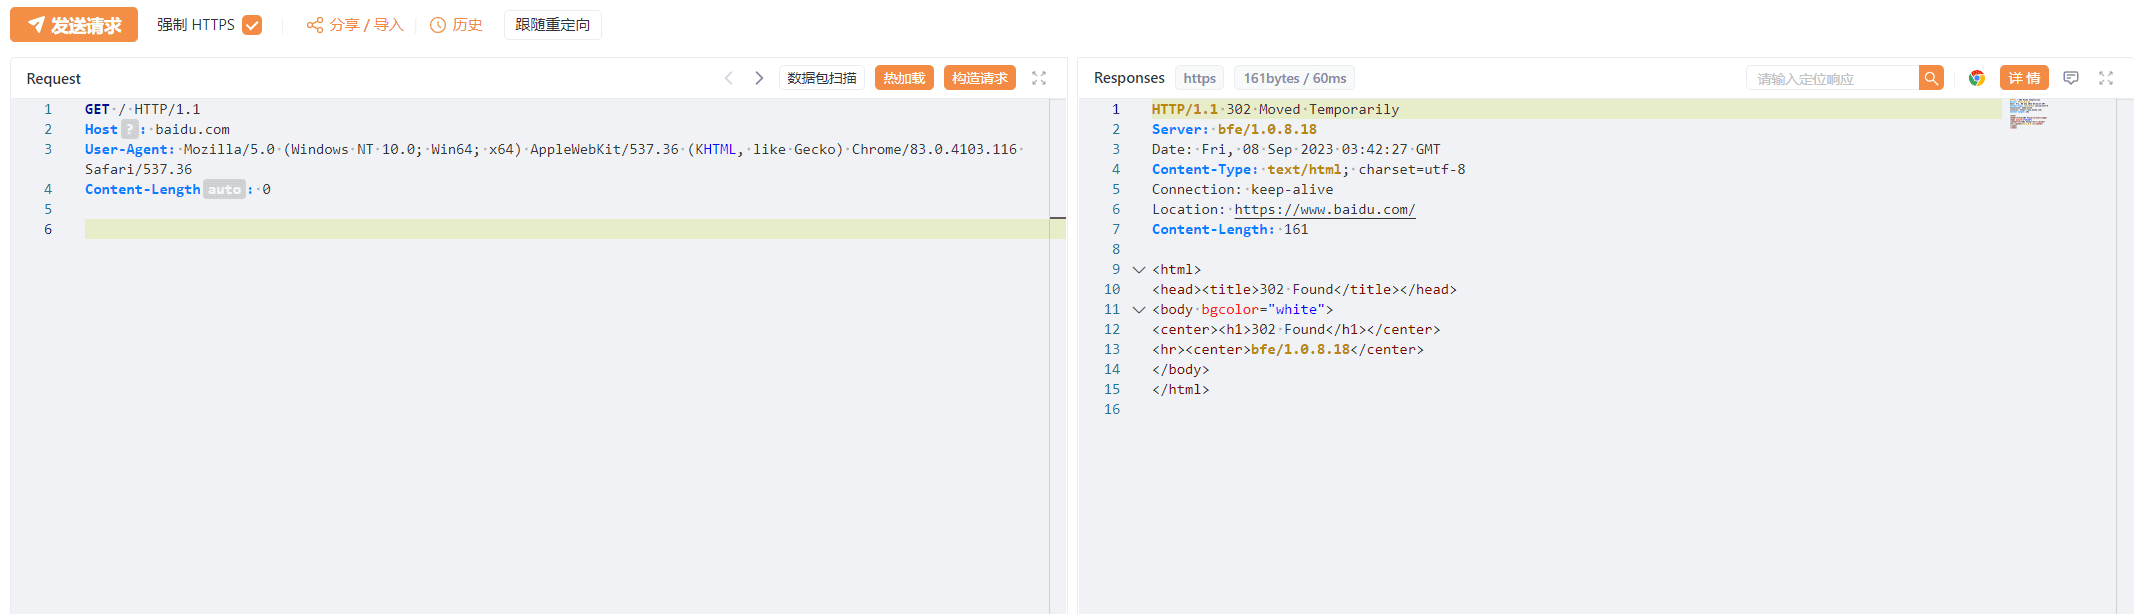 发送请求 强制 HTTPS 分享 / 导入 历史 跟随重定向
Request 数据包扫描 热加载 构造请求
1 GET / HTTP/1.1
2 Host ? : baidu.com
3 User-Agent: Mozilla/5.0 (Windows NT 10.0; Win64; x64) AppleWebKit/537.36 (KHTML, like Gecko) Chrome/83.0.4103.116
Safari/537.36
4 Content-Length auto : 0
5
6
Responses https 161bytes / 60ms 请输入定位响应 详 情
1 HTTP/1.1 302 Moved Temporarily
2 Server: bfe/1.0.8.18
3 Date: Fri, 08 Sep 2023 03:42:27 GMT
4 Content-Type: text/html; charset=utf-8
5 Connection: keep-alive
6 Location: https://www.baidu.com/
7 Content-Length: 161
8
9 <html>
10 <head><title>302 Found</title></head>
11 <body bgcolor="white">
12 <center><h1>302 Found</h1></center>
13 <hr><center>bfe/1.0.8.18</center>
14 </body>
15 </html>
16